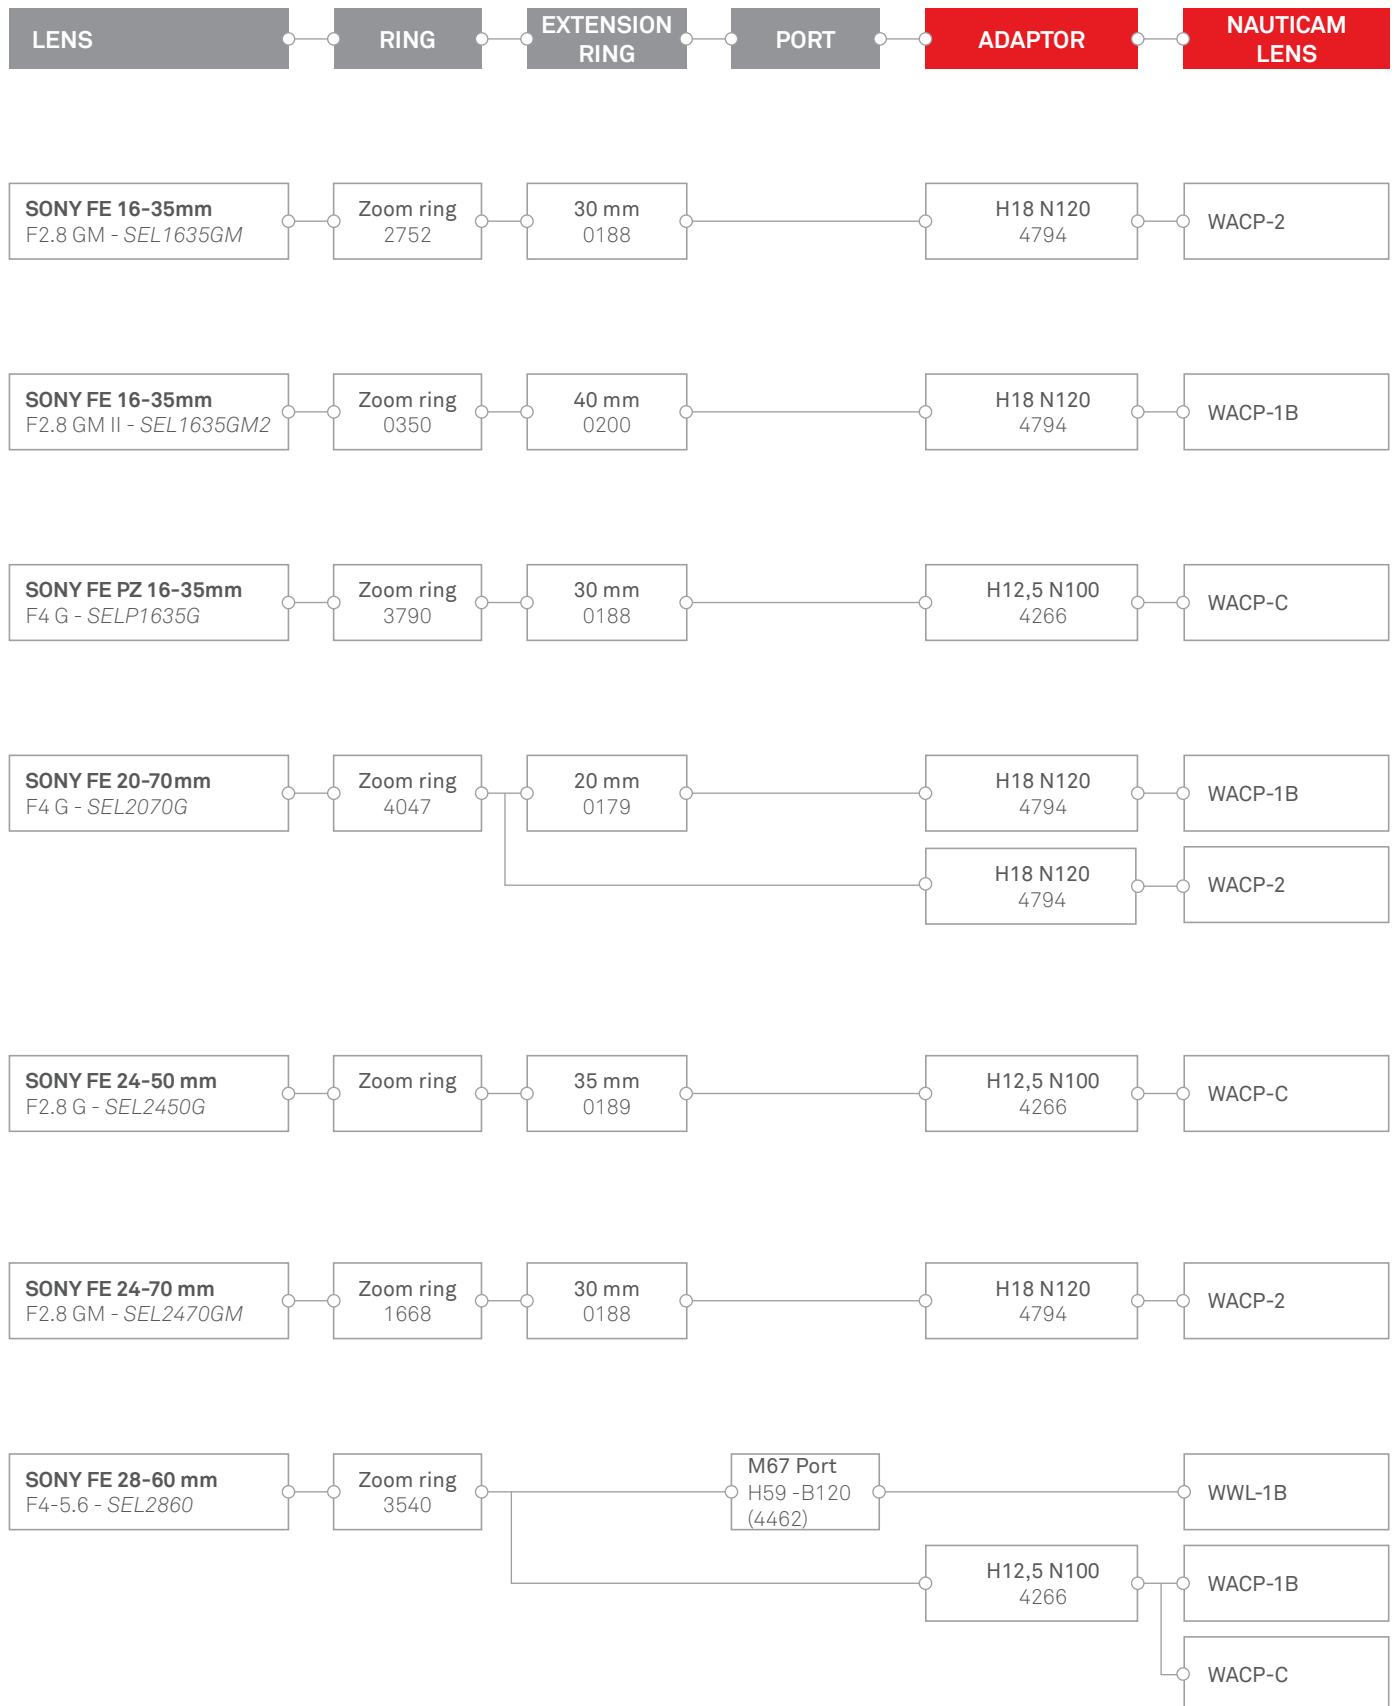 LENS
RING
EXTENSION
RING
PORT
ADAPTOR
NAUTICAM
LENS
SONY FE 16-35mm
F2.8 GM - SEL1635GM
Zoom ring
2752
30 mm
0188
H18 N120
4794
WACP-2
SONY FE 16-35mm
F2.8 GM II - SEL1635GM2
Zoom ring
0350
40 mm
0200
H18 N120
4794
WACP-1B
SONY FE PZ 16-35mm
F4 G - SELP1635G
Zoom ring
3790
30 mm
0188
H12,5 N100
4266
WACP-C
SONY FE 20-70mm
F4 G - SEL2070G
Zoom ring
4047
20 mm
0179
H18 N120
4794
WACP-1B
H18 N120
4794
WACP-2
SONY FE 24-50 mm
F2.8 G - SEL2450G
Zoom ring
35 mm
0189
H12,5 N100
4266
WACP-C
SONY FE 24-70 mm
F2.8 GM - SEL2470GM
Zoom ring
1668
30 mm
0188
H18 N120
4794
WACP-2
SONY FE 28-60 mm
F4-5.6 - SEL2860
Zoom ring
3540
M67 Port
H59 -B120
(4462)
WWL-1B
H12,5 N100
4266
WACP-1B
WACP-C